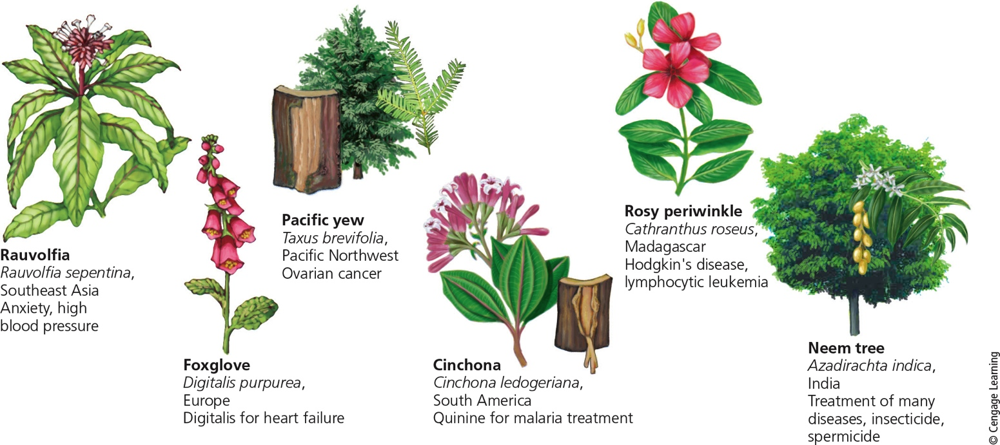 Rauvolfia
Rauvolfia sepentina,
Southeast Asia
Anxiety, high
blood pressure
Foxglove
Digitalis purpurea,
Europe
Digitalis for heart failure
Pacific yew
Taxus brevifolia,
Pacific Northwest
Ovarian cancer
Cinchona
Cinchona ledogeriana,
South America
Quinine for malaria treatment
Rosy periwinkle
Cathranthus roseus,
Madagascar
Hodgkin's disease,
lymphocytic leukemia
Neem tree
Azadirachta indica,
India
Treatment of many
diseases, insecticide,
spermicide
© Cengage Learning